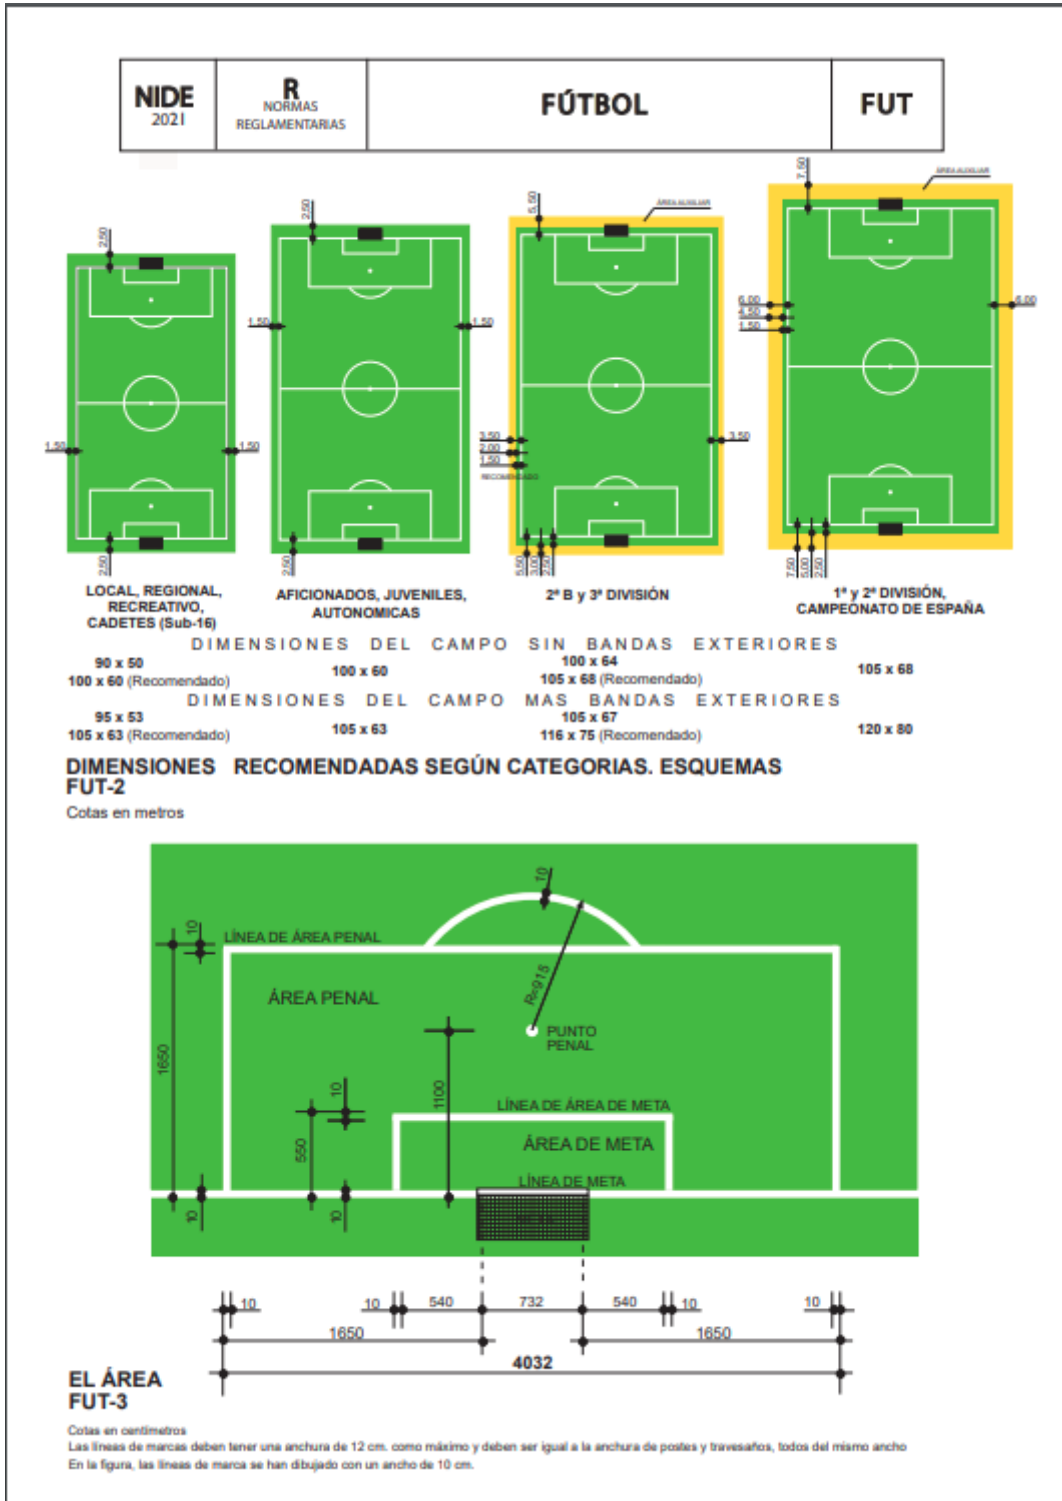 NIDE
2021
R
NORMAS
REGLAMENTARIAS
FÚTBOL
FUT
2.50
1.50
1.50
2.50
2.50
1.50
1.50
2.50
5.50
ÁREA AUXILIAR
3.50
2.00
1.50
RECOMENDADO
3.50
5.50
3.00
2.50
7.50
ÁREA AUXILIAR
6.00
4.50
1.50
6.00
7.50
5.00
2.50
LOCAL, REGIONAL,
RECREATIVO,
CADETES (Sub-16)
AFICIONADOS, JUVENILES,
AUTONOMICAS
2ª B y 3ª DIVISIÓN
1ª y 2ª DIVISIÓN,
CAMPEONATO DE ESPAÑA
DIMENSIONES DEL CAMPO SIN BANDAS EXTERIORES
90 x 50
100 x 60 (Recomendado)
100 x 60
100 x 64
105 x 68 (Recomendado)
105 x 68
DIMENSIONES DEL CAMPO MAS BANDAS EXTERIORES
95 x 53
105 x 63 (Recomendado)
105 x 63
105 x 67
116 x 75 (Recomendado)
120 x 80
DIMENSIONES RECOMENDADAS SEGÚN CATEGORIAS. ESQUEMAS
FUT-2
Cotas en metros
10
10
LÍNEA DE ÁREA PENAL
ÁREA PENAL
R=915
PUNTO
PENAL
1650
1100
10
LÍNEA DE ÁREA DE META
550
ÁREA DE META
LÍNEA DE META
10
10
10
10
540
732
540
10
10
1650
1650
4032
EL ÁREA
FUT-3
Cotas en centímetros
Las líneas de marcas deben tener una anchura de 12 cm. como máximo y deben ser igual a la anchura de postes y travesaños, todos del mismo ancho
En la figura, las líneas de marca se han dibujado con un ancho de 10 cm.